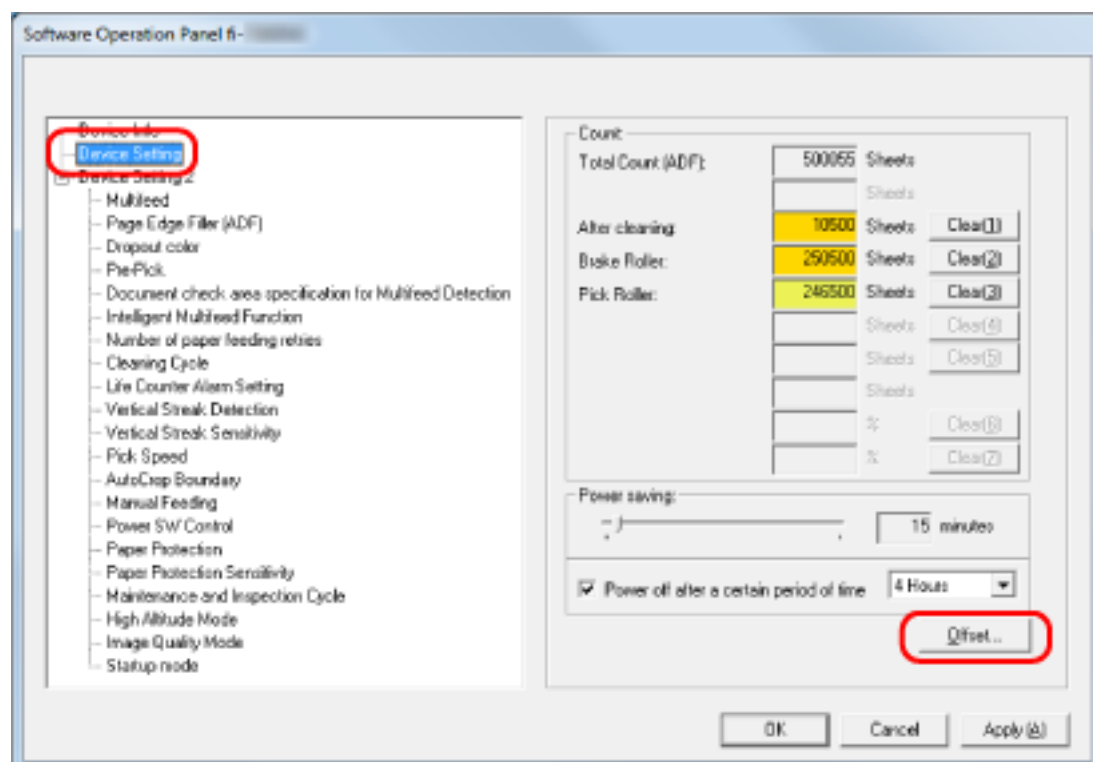 Software Operation Panel fi-
Device Info
Device Setting
Device Setting 2
Multifeed
Page Edge Filler (ADF)
Dropout color
Pre-Pick
Document check area specification for Multifeed Detection
Intelligent Multifeed Function
Number of paper feeding retries
Cleaning Cycle
Life Counter Alarm Setting
Vertical Streak Detection
Vertical Streak Sensitivity
Pick Speed
AutoCrop Boundary
Manual Feeding
Power SW Control
Paper Protection
Paper Protection Sensitivity
Maintenance and Inspection Cycle
High Altitude Mode
Image Quality Mode
Startup mode
Count:
Total Count (ADF): 500055 Sheets
Sheets
After cleaning: 10500 Sheets Clear(1)
Brake Roller: 250500 Sheets Clear(2)
Pick Roller: 246500 Sheets Clear(3)
Sheets Clear(4)
Sheets Clear(5)
Sheets
% Clear(6)
% Clear(7)
Power saving:
15 minutes
Power off after a certain period of time 4 Hours
Offset...
OK Cancel Apply (A)